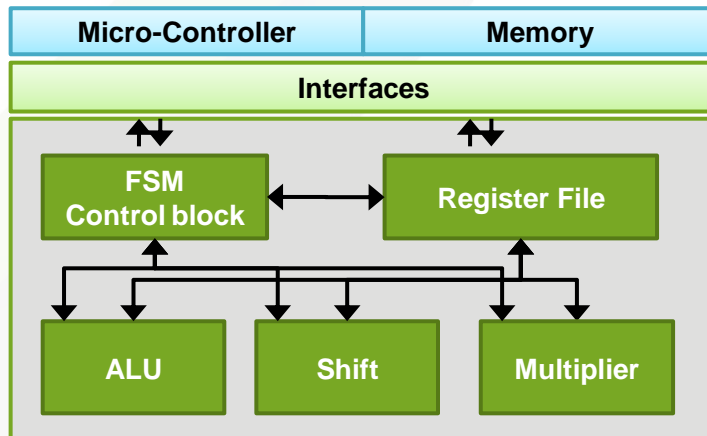 Micro-Controller
Memory
Interfaces
FSM
Control block
Register File
ALU
Shift
Multiplier